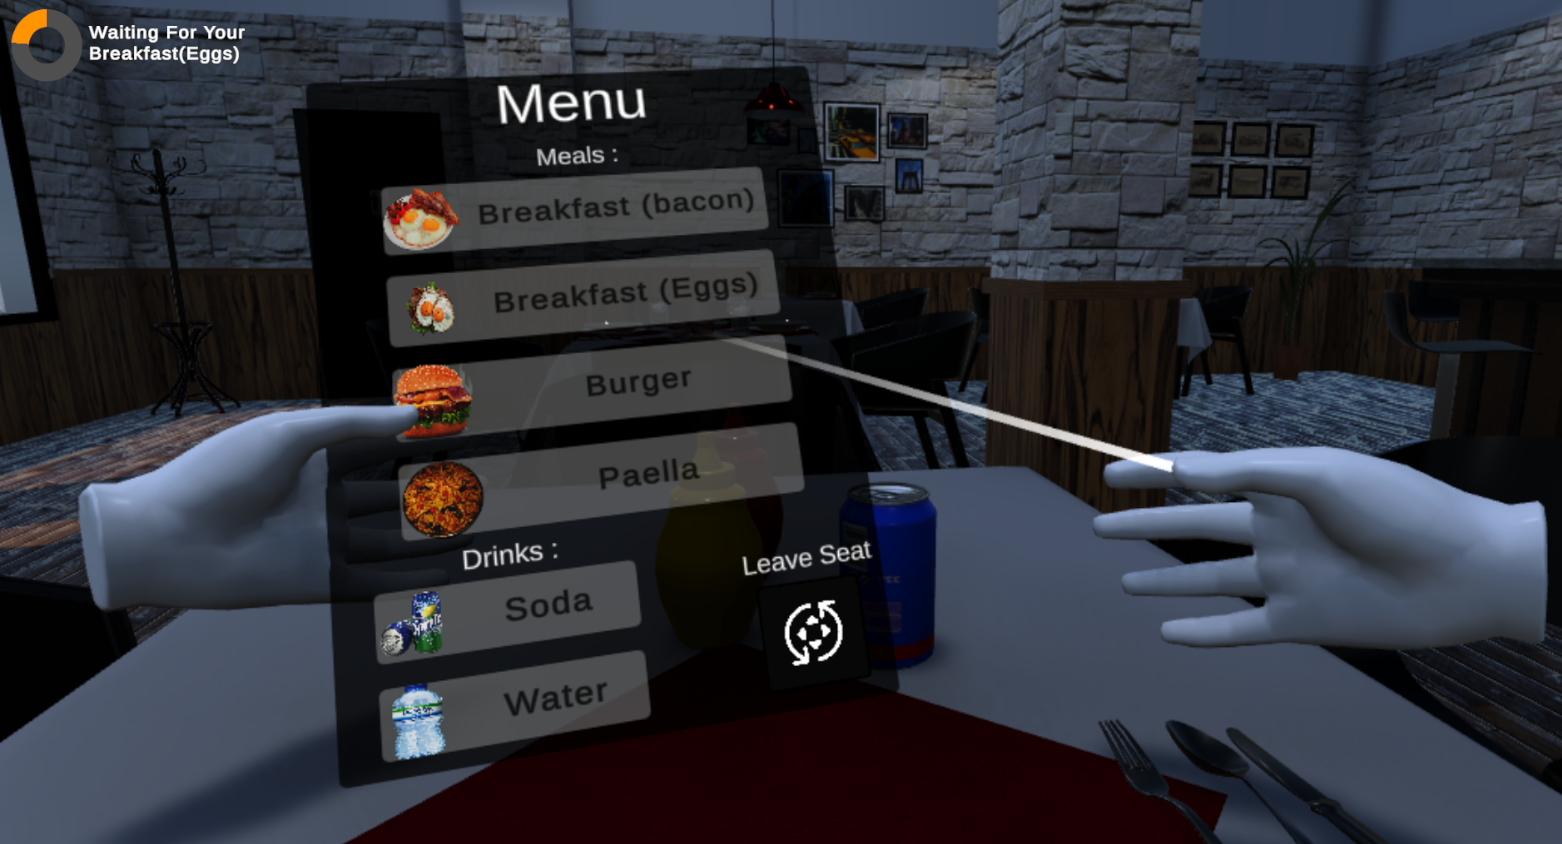 Waiting For Your
Breakfast(Eggs)
Menu
Meals :
Breakfast (bacon)
Breakfast (Eggs)
Burger
Paella
Drinks :
Soda
Leave Seat
Water